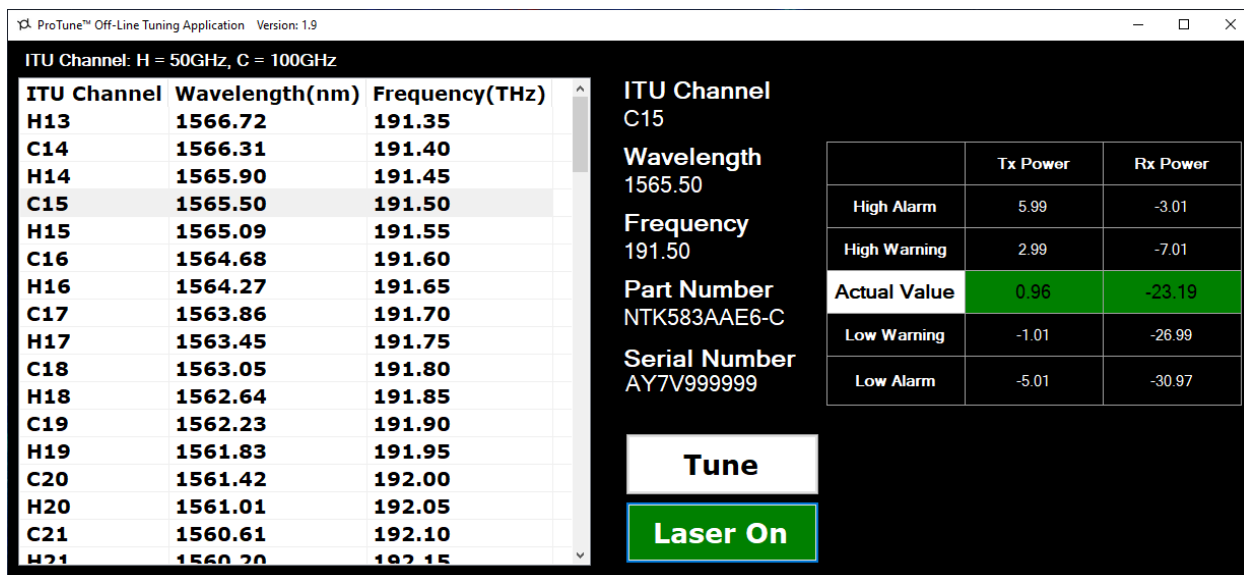 ProTune™ Off-Line Tuning Application Version: 1.9
ITU Channel: H = 50GHz, C = 100GHz
ITU Channel Wavelength(nm) Frequency(THz)
H13 1566.72 191.35
C14 1566.31 191.40
H14 1565.90 191.45
C15 1565.50 191.50
H15 1565.09 191.55
C16 1564.68 191.60
H16 1564.27 191.65
C17 1563.86 191.70
H17 1563.45 191.75
C18 1563.05 191.80
H18 1562.64 191.85
C19 1562.23 191.90
H19 1561.83 191.95
C20 1561.42 192.00
H20 1561.01 192.05
C21 1560.61 192.10
H21 1560.20 192.15
ITU Channel
C15
Wavelength
1565.50
Frequency
191.50
Part Number
NTK583AAE6-C
Serial Number
AY7V999999
Tx Power Rx Power
High Alarm 5.99 -3.01
High Warning 2.99 -7.01
Actual Value 0.96 -23.19
Low Warning -1.01 -26.99
Low Alarm -5.01 -30.97
Tune
Laser On